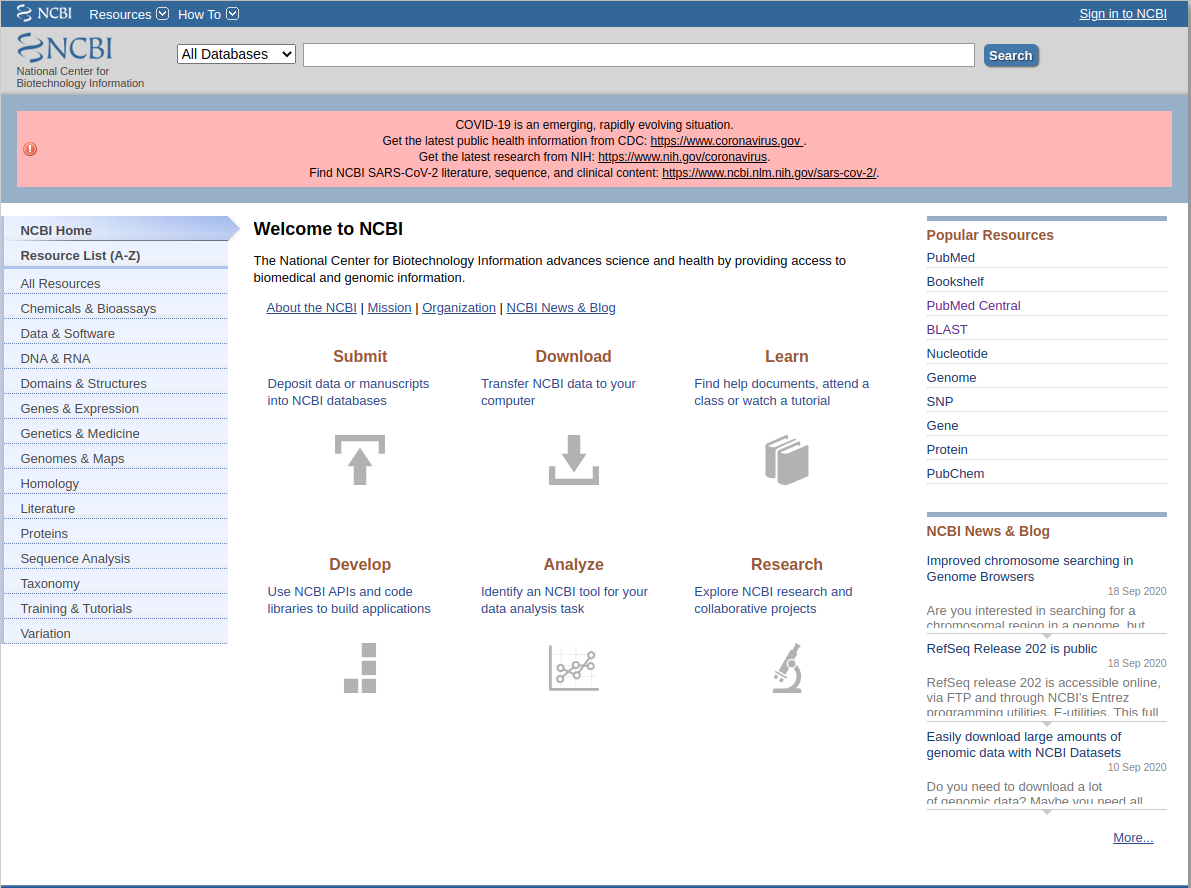 NCBI Resources How To Sign in to NCBI
NCBI
National Center for
Biotechnology Information
All Databases
Search
COVID-19 is an emerging, rapidly evolving situation.
Get the latest public health information from CDC: https://www.coronavirus.gov .
Get the latest research from NIH: https://www.nih.gov/coronavirus.
Find NCBI SARS-CoV-2 literature, sequence, and clinical content: https://www.ncbi.nlm.nih.gov/sars-cov-2/.
NCBI Home
Resource List (A-Z)
All Resources
Chemicals & Bioassays
Data & Software
DNA & RNA
Domains & Structures
Genes & Expression
Genetics & Medicine
Genomes & Maps
Homology
Literature
Proteins
Sequence Analysis
Taxonomy
Training & Tutorials
Variation
Welcome to NCBI
The National Center for Biotechnology Information advances science and health by providing access to
biomedical and genomic information.
About the NCBI | Mission | Organization | NCBI News & Blog
Submit
Deposit data or manuscripts
into NCBI databases
Download
Transfer NCBI data to your
computer
Learn
Find help documents, attend a
class or watch a tutorial
Develop
Use NCBI APIs and code
libraries to build applications
Analyze
Identify an NCBI tool for your
data analysis task
Research
Explore NCBI research and
collaborative projects
Popular Resources
PubMed
Bookshelf
PubMed Central
BLAST
Nucleotide
Genome
SNP
Gene
Protein
PubChem
NCBI News & Blog
Improved chromosome searching in
Genome Browsers
18 Sep 2020
Are you interested in searching for a
chromosomal region in a genome, but
RefSeq Release 202 is public
18 Sep 2020
RefSeq release 202 is accessible online,
via FTP and through NCBI's Entrez
programming utilities, E-utilities. This full
Easily download large amounts of
genomic data with NCBI Datasets
10 Sep 2020
Do you need to download a lot
of genomic data? Maybe you need all
More...